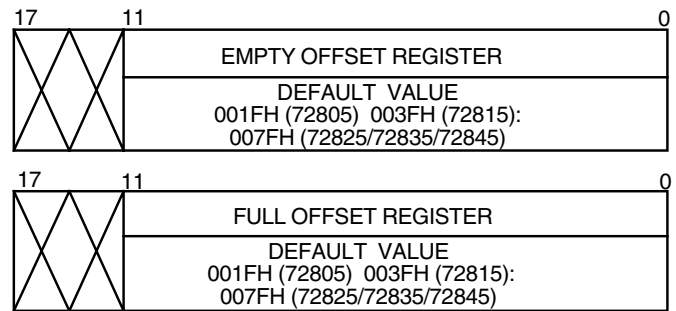 17 11 0
EMPTY OFFSET REGISTER
DEFAULT VALUE
001FH (72805) 003FH (72815):
007FH (72825/72835/72845)
17 11 0
FULL OFFSET REGISTER
DEFAULT VALUE
001FH (72805) 003FH (72815):
007FH (72825/72835/72845)